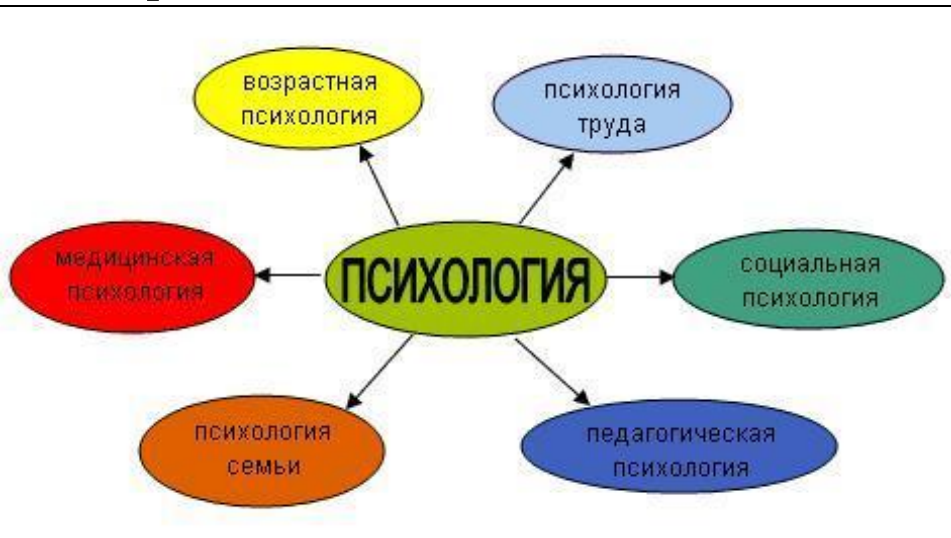 возрастная
психология
психология
труда
медицинская
психология
ПСИХОЛОГИЯ
социальная
психология
психология
семьи
педагогическая
психология